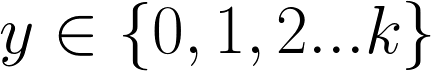 y ∈ {0, 1, 2...k}